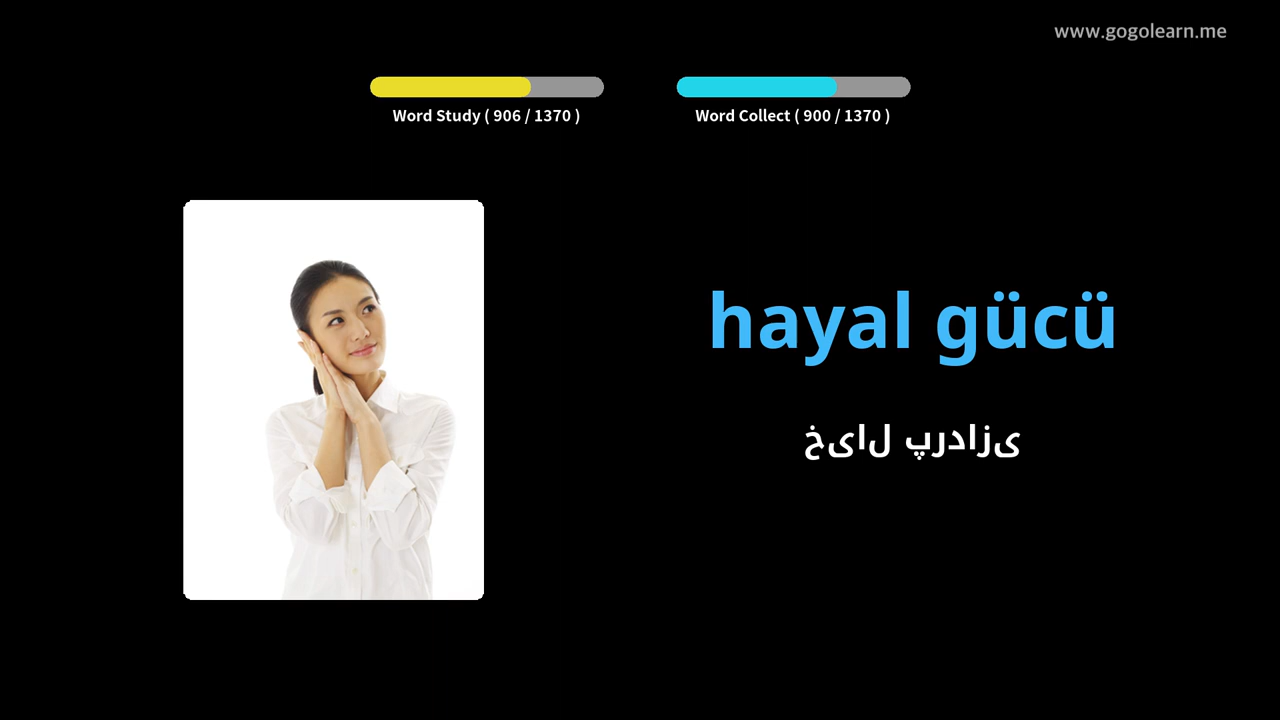 www.gogolearn.me
Word Study ( 906 / 1370 )
Word Collect ( 900 / 1370 )
hayal gücü
خیال پردازی